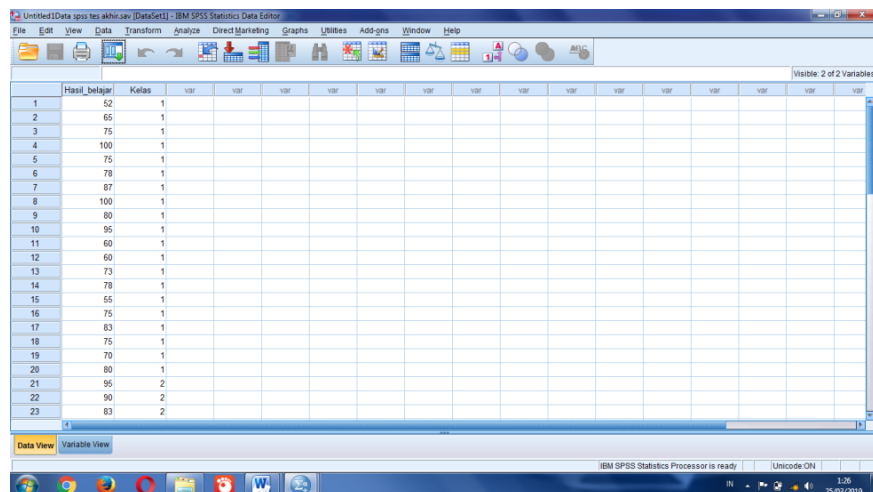 Untitled1Data spss tes akhir.sav [DataSet1] - IBM SPSS Statistics Data Editor
File Edit View Data Transform Analyze Direct Marketing Graphs Utilities Add-ons Window Help
Visible: 2 of 2 Variables
Hasil_belajar Kelas var var var var var var var var var var var var var var
1 52 1
2 65 1
3 75 1
4 100 1
5 75 1
6 78 1
7 87 1
8 100 1
9 80 1
10 95 1
11 60 1
12 60 1
13 73 1
14 78 1
15 55 1
16 75 1
17 83 1
18 75 1
19 70 1
20 80 1
21 95 2
22 90 2
23 83 2
Data View Variable View
IBM SPSS Statistics Processor is ready Unicode:ON
IN 1:26
25/03/2019